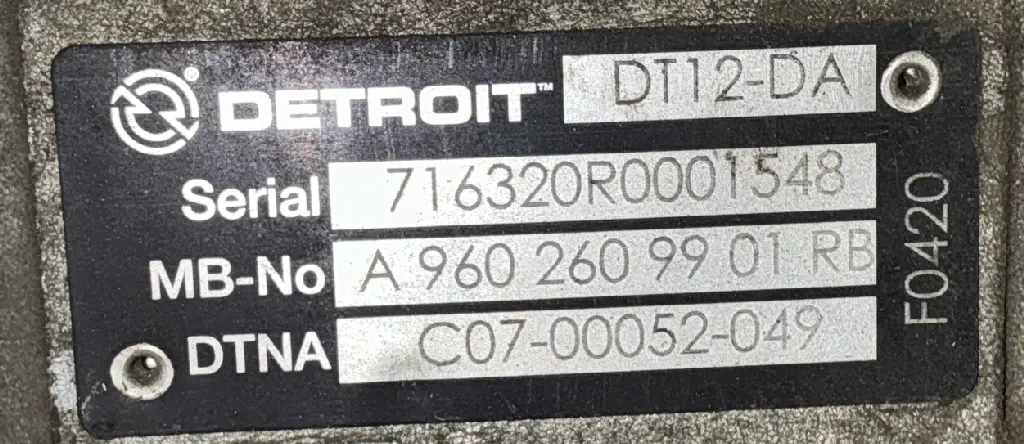 DETROIT™ DT12-DA
Serial 716320R0001548
MB-No A 960 260 99 01 RB
DTNA C07-00052-049
F0420